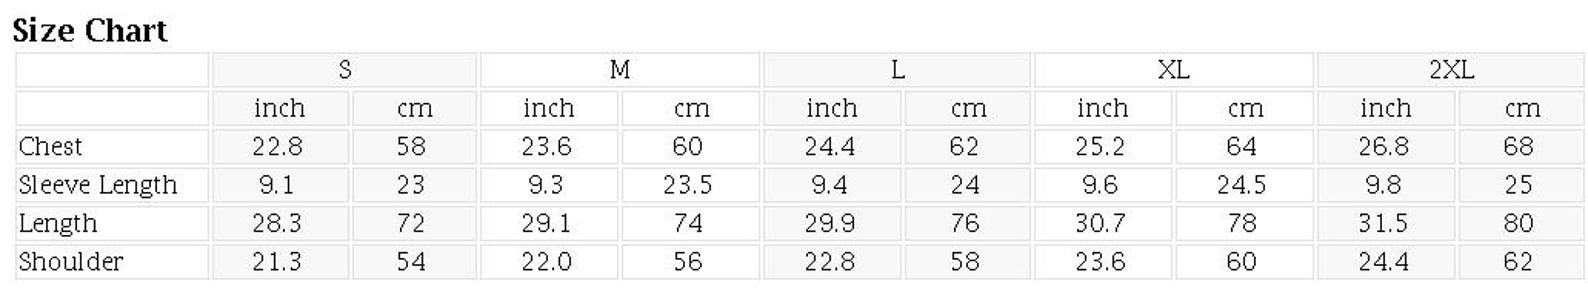 Size Chart
S M L XL 2XL
inch cm inch cm inch cm inch cm inch cm
Chest 22.8 58 23.6 60 24.4 62 25.2 64 26.8 68
Sleeve Length 9.1 23 9.3 23.5 9.4 24 9.6 24.5 9.8 25
Length 28.3 72 29.1 74 29.9 76 30.7 78 31.5 80
Shoulder 21.3 54 22.0 56 22.8 58 23.6 60 24.4 62